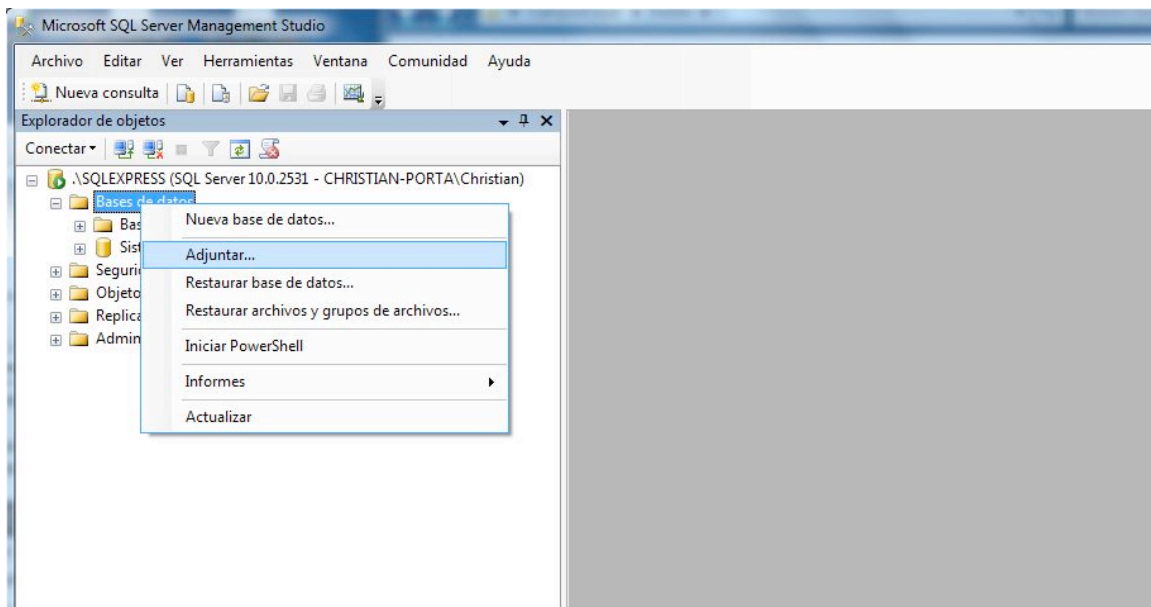 Microsoft SQL Server Management Studio
Archivo Editar Ver Herramientas Ventana Comunidad Ayuda
Nueva consulta
Explorador de objetos
Conectar
.\SQLEXPRESS (SQL Server 10.0.2531 - CHRISTIAN-PORTA\Christian)
Bases de datos
Bas
Sist
Seguri
Objeto
Replica
Admin
Nueva base de datos...
Adjuntar...
Restaurar base de datos...
Restaurar archivos y grupos de archivos...
Iniciar PowerShell
Informes
Actualizar